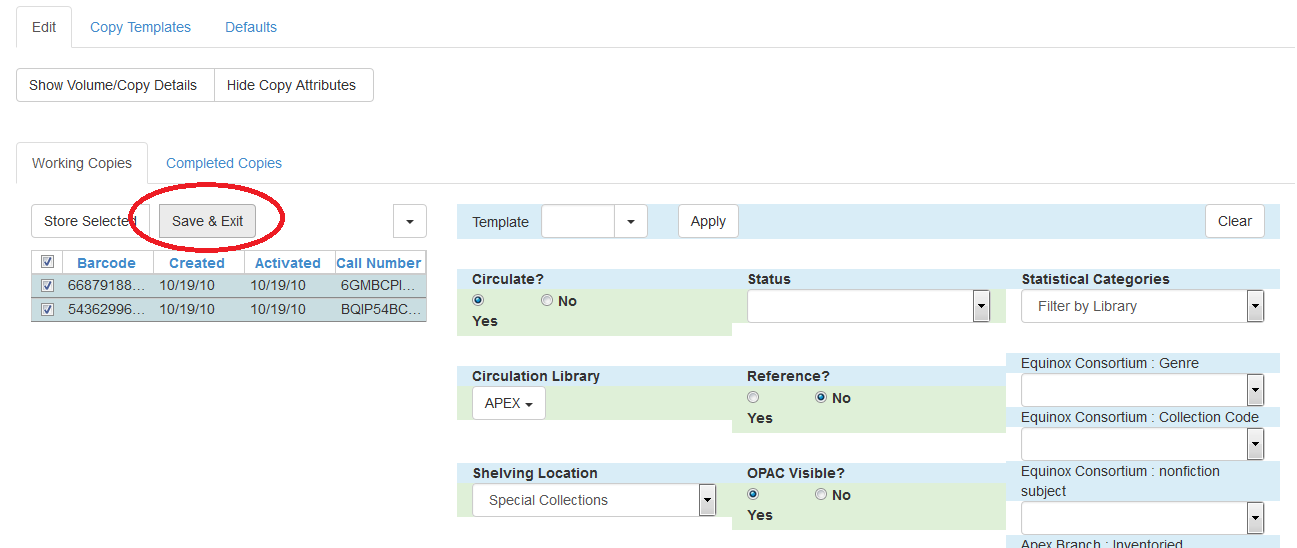 Edit Copy Templates Defaults
Show Volume/Copy Details Hide Copy Attributes
Working Copies Completed Copies
Store Selected Save & Exit
Barcode Created Activated Call Number
66879188... 10/19/10 10/19/10 6GMBCPI...
54362996... 10/19/10 10/19/10 BQIP54BC...
Template Apply Clear
Circulate?
Yes No
Status
Statistical Categories
Filter by Library
Circulation Library
APEX
Reference?
Yes No
Equinox Consortium : Genre
Equinox Consortium : Collection Code
Shelving Location
Special Collections
OPAC Visible?
Yes No
Equinox Consortium : nonfiction
subject
Apex Branch : Inventoried